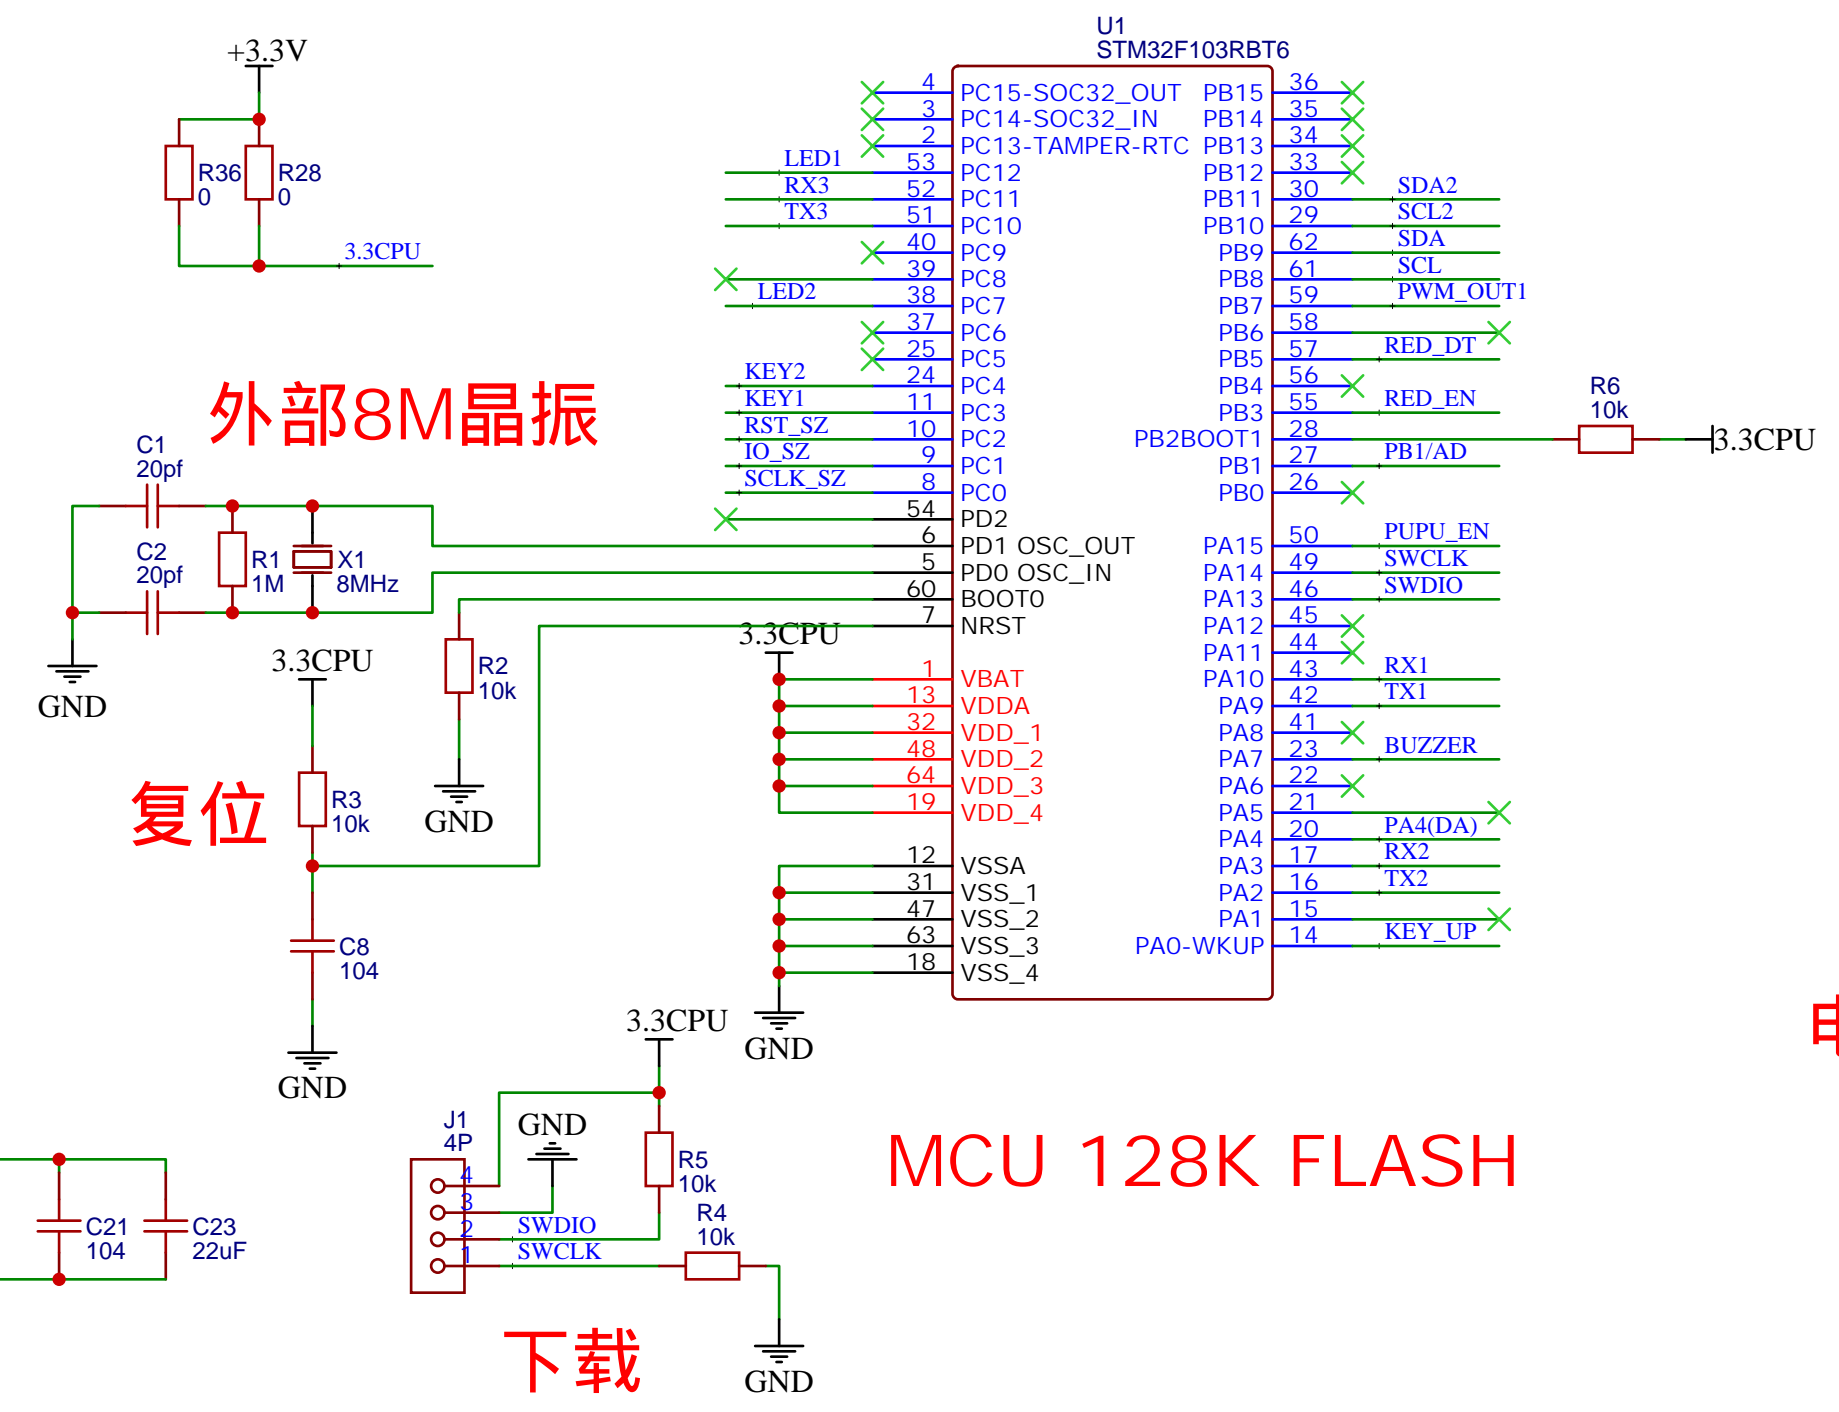 U1
STM32F103RBT6
+3.3V
R36
0
R28
0
3.3CPU
4 PC15-SOC32_OUT
3 PC14-SOC32_IN
2 PC13-TAMPER-RTC
LED1 53 PC12
RX3 52 PC11
TX3 51 PC10
40 PC9
39 PC8
LED2 38 PC7
37 PC6
25 PC5
KEY2 24 PC4
KEY1 11 PC3
RST_SZ 10 PC2
IO_SZ 9 PC1
SCLK_SZ 8 PC0
54 PD2
6 PD1 OSC_OUT
5 PD0 OSC_IN
60 BOOT0
7 NRST
3.3CPU
1 VBAT
13 VDDA
32 VDD_1
48 VDD_2
64 VDD_3
19 VDD_4
12 VSSA
31 VSS_1
47 VSS_2
63 VSS_3
18 VSS_4
GND
PB15 36
PB14 35
PB13 34
PB12 33
PB11 30 SDA2
PB10 29 SCL2
PB9 62 SDA
PB8 61 SCL
PB7 59 PWM_OUT1
PB6 58
PB5 57 RED_DT
PB4 56
PB3 55 RED_EN
PB2BOOT1 28
PB1 27 PB1/AD
PB0 26
PA15 50 PUPU_EN
PA14 49 SWCLK
PA13 46 SWDIO
PA12 45
PA11 44
PA10 43 RX1
PA9 42 TX1
PA8 41
PA7 23 BUZZER
PA6 22
PA5 21
PA4 20 PA4(DA)
PA3 17 RX2
PA2 16 TX2
PA1 15
PA0-WKUP 14 KEY_UP
R6
10k
3.3CPU
外部8M晶振
C1
20pf
C2
20pf
R1
1M
X1
8MHz
GND
R2
10k
GND
3.3CPU
复位
R3
10k
C8
104
GND
3.3CPU
J1
4P
GND
4
3
2 SWDIO
1 SWCLK
R5
10k
R4
10k
GND
下载
C21
104
C23
22uF
MCU 128K FLASH